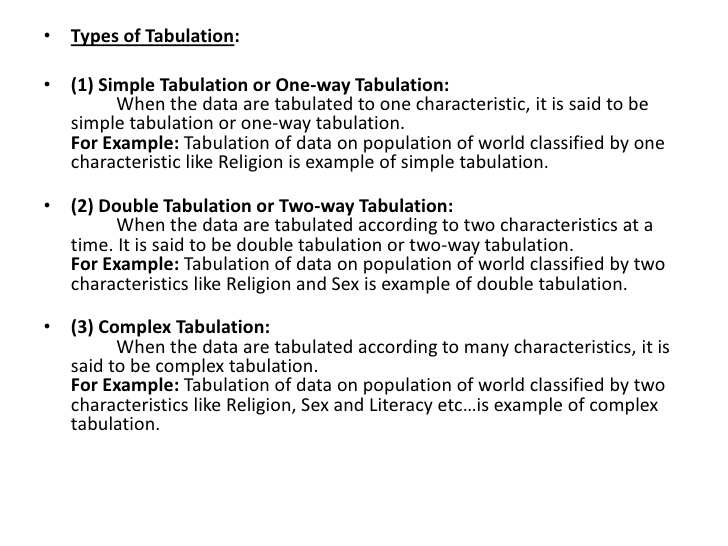 • Types of Tabulation:
• (1) Simple Tabulation or One-way Tabulation:
When the data are tabulated to one characteristic, it is said to be
simple tabulation or one-way tabulation.
For Example: Tabulation of data on population of world classified by one
characteristic like Religion is example of simple tabulation.
• (2) Double Tabulation or Two-way Tabulation:
When the data are tabulated according to two characteristics at a
time. It is said to be double tabulation or two-way tabulation.
For Example: Tabulation of data on population of world classified by two
characteristics like Religion and Sex is example of double tabulation.
• (3) Complex Tabulation:
When the data are tabulated according to many characteristics, it is
said to be complex tabulation.
For Example: Tabulation of data on population of world classified by two
characteristics like Religion, Sex and Literacy etc…is example of complex
tabulation.